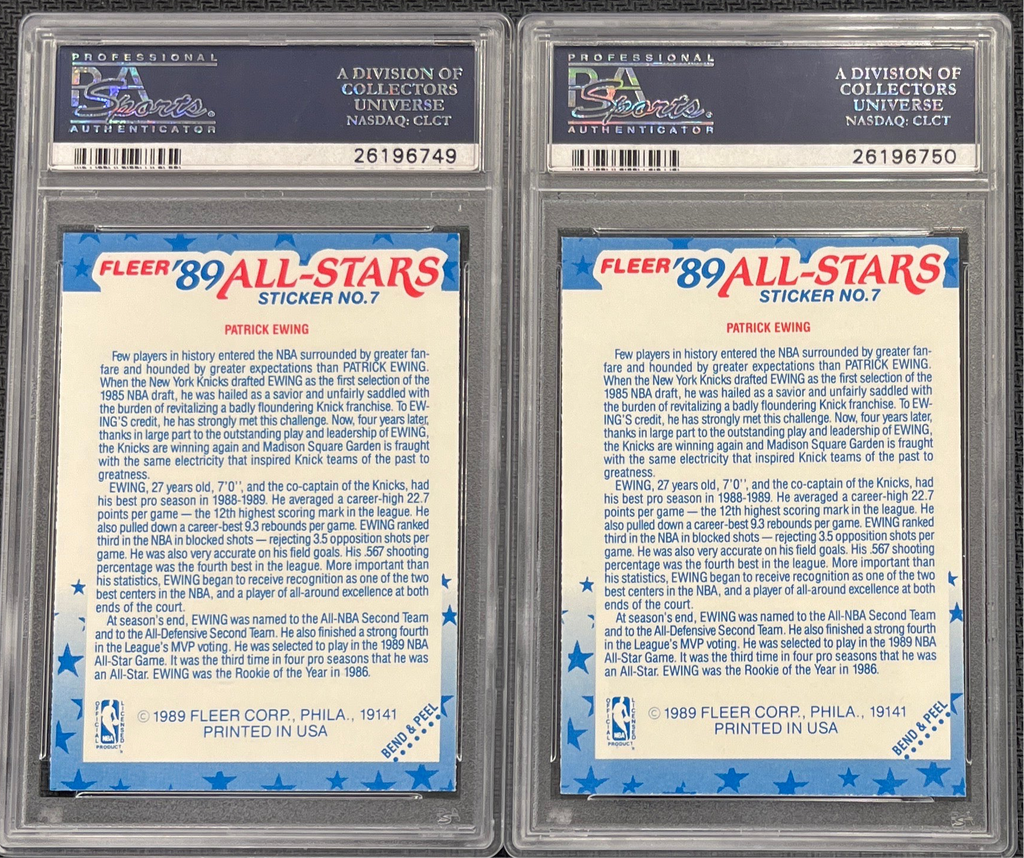 PROFESSIONAL
PSA
Sports.
AUTHENTICATOR
A DIVISION OF
COLLECTORS
UNIVERSE
NASDAQ: CLCT
26196749
FLEER '89 ALL-STARS
STICKER NO. 7
PATRICK EWING
Few players in history entered the NBA surrounded by greater fan-
fare and hounded by greater expectations than PATRICK EWING.
When the New York Knicks drafted EWING as the first selection of the
1985 NBA draft, he was hailed as a savior and unfairly saddled with
the burden of revitalizing a badly floundering Knick franchise. To EW-
ING'S credit, he has strongly met this challenge. Now, four years later,
thanks in large part to the outstanding play and leadership of EWING,
the Knicks are winning again and Madison Square Garden is fraught
with the same electricity that inspired Knick teams of the past to
greatness.
EWING, 27 years old, 7'0'', and the co-captain of the Knicks, had
his best pro season in 1988-1989. He averaged a career-high 22.7
points per game — the 12th highest scoring mark in the league. He
also pulled down a career-best 9.3 rebounds per game. EWING ranked
third in the NBA in blocked shots — rejecting 3.5 opposition shots per
game. He was also very accurate on his field goals. His .567 shooting
percentage was the fourth best in the league. More important than
his statistics, EWING began to receive recognition as one of the two
best centers in the NBA, and a player of all-around excellence at both
ends of the court.
At season's end, EWING was named to the All-NBA Second Team
and to the All-Defensive Second Team. He also finished a strong fourth
in the League's MVP voting. He was selected to play in the 1989 NBA
All-Star Game. It was the third time in four pro seasons that he was
an All-Star. EWING was the Rookie of the Year in 1986.
OFFICIAL LICENSED
NBA
PRODUCT
© 1989 FLEER CORP., PHILA., 19141
PRINTED IN USA
BEND & PEEL
PROFESSIONAL
PSA
Sports.
AUTHENTICATOR
A DIVISION OF
COLLECTORS
UNIVERSE
NASDAQ: CLCT
26196750
FLEER '89 ALL-STARS
STICKER NO. 7
PATRICK EWING
Few players in history entered the NBA surrounded by greater fan-
fare and hounded by greater expectations than PATRICK EWING.
When the New York Knicks drafted EWING as the first selection of the
1985 NBA draft, he was hailed as a savior and unfairly saddled with
the burden of revitalizing a badly floundering Knick franchise. To EW-
ING'S credit, he has strongly met this challenge. Now, four years later,
thanks in large part to the outstanding play and leadership of EWING,
the Knicks are winning again and Madison Square Garden is fraught
with the same electricity that inspired Knick teams of the past to
greatness.
EWING, 27 years old, 7'0'', and the co-captain of the Knicks, had
his best pro season in 1988-1989. He averaged a career-high 22.7
points per game — the 12th highest scoring mark in the league. He
also pulled down a career-best 9.3 rebounds per game. EWING ranked
third in the NBA in blocked shots — rejecting 3.5 opposition shots per
game. He was also very accurate on his field goals. His .567 shooting
percentage was the fourth best in the league. More important than
his statistics, EWING began to receive recognition as one of the two
best centers in the NBA, and a player of all-around excellence at both
ends of the court.
At season's end, EWING was named to the All-NBA Second Team
and to the All-Defensive Second Team. He also finished a strong fourth
in the League's MVP voting. He was selected to play in the 1989 NBA
All-Star Game. It was the third time in four pro seasons that he was
an All-Star. EWING was the Rookie of the Year in 1986.
OFFICIAL LICENSED
NBA
PRODUCT
© 1989 FLEER CORP., PHILA., 19141
PRINTED IN USA
BEND & PEEL